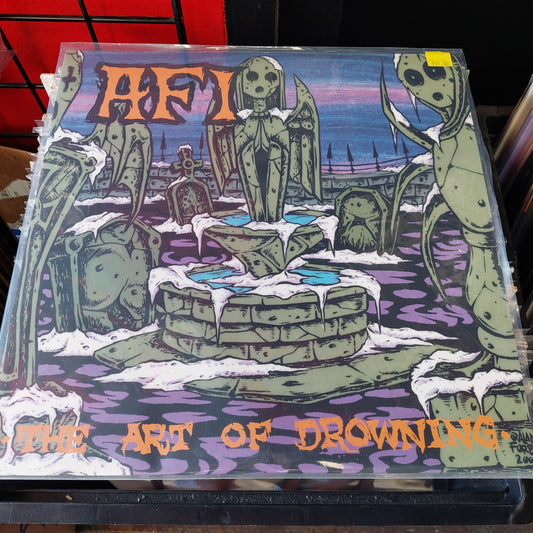 AFI
·THE ART OF DROWNING·